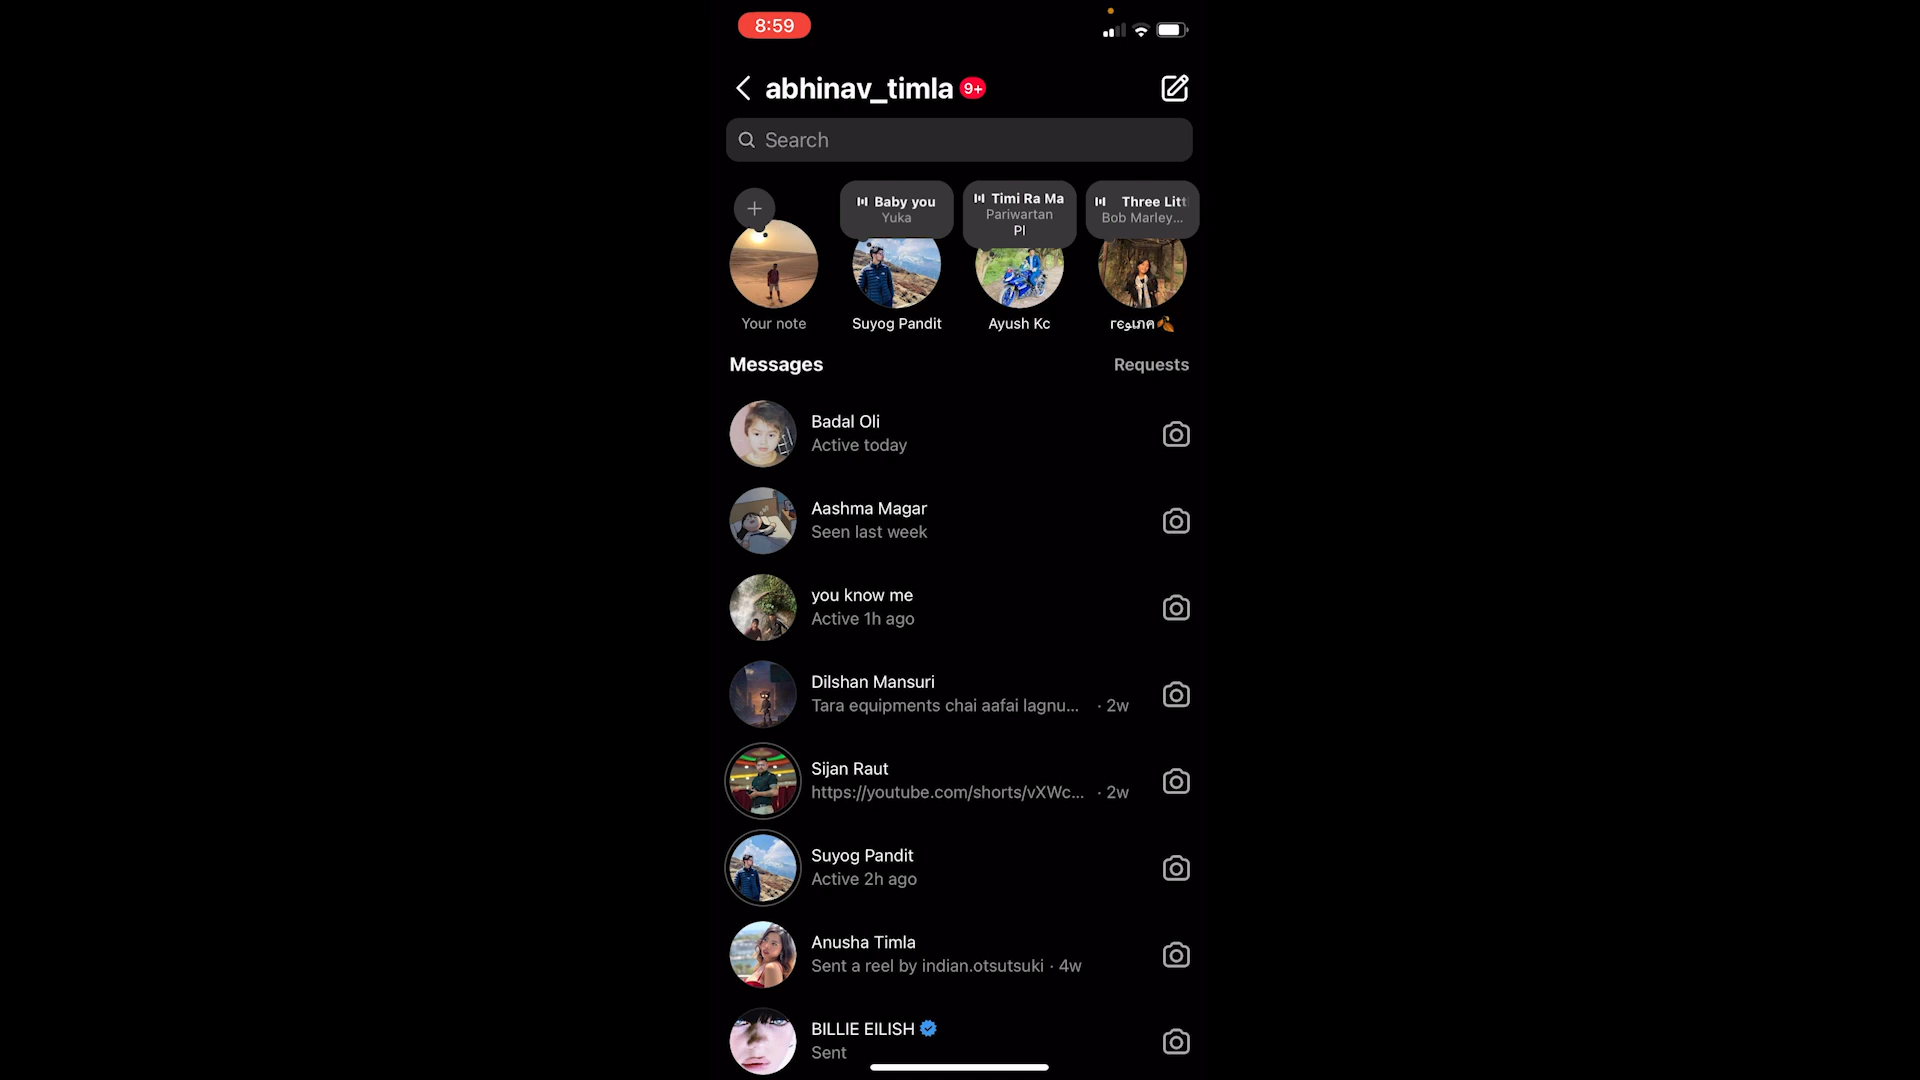 8:59
abhinav_timla 9+
Search
Baby you
Yuka
Timi Ra Ma
Pariwartan
Pl
Three Litt
Bob Marley...
Your note
Suyog Pandit
Ayush Kc
Messages
Requests
Badal Oli
Active today
Aashma Magar
Seen last week
you know me
Active 1h ago
Dilshan Mansuri
Tara equipments chai aafai lagnu... · 2w
Sijan Raut
https://youtube.com/shorts/vXWc... · 2w
Suyog Pandit
Active 2h ago
Anusha Timla
Sent a reel by indian.otsutsuki · 4w
BILLIE EILISH
Sent